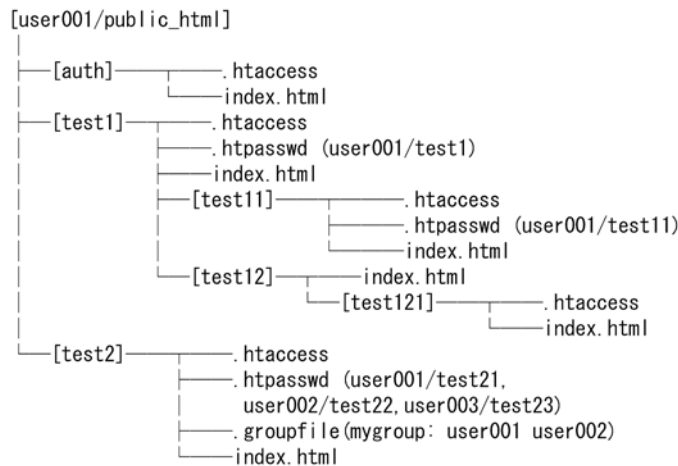 [user001/public_html]
[auth] .htaccess
index.html
[test1] .htaccess
.htpasswd (user001/test1)
index.html
[test11] .htaccess
.htpasswd (user001/test11)
index.html
[test12] index.html
[test121] .htaccess
index.html
[test2] .htaccess
.htpasswd (user001/test21,
user002/test22,user003/test23)
.groupfile(mygroup: user001 user002)
index.html